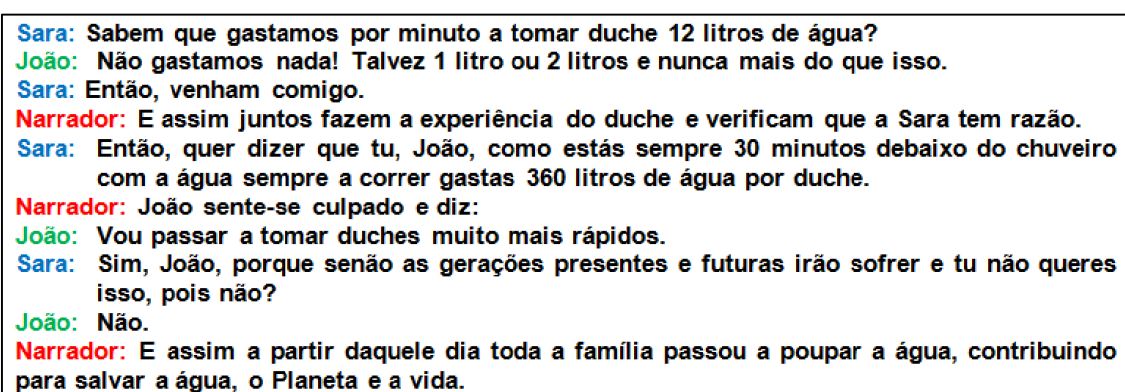 Sara: Sabem que gastamos por minuto a tomar duche 12 litros de água?
João: Não gastamos nada! Talvez 1 litro ou 2 litros e nunca mais do que isso.
Sara: Então, venham comigo.
Narrador: E assim juntos fazem a experiência do duche e verificam que a Sara tem razão.
Sara: Então, quer dizer que tu, João, como estás sempre 30 minutos debaixo do chuveiro
com a água sempre a correr gastas 360 litros de água por duche.
Narrador: João sente-se culpado e diz:
João: Vou passar a tomar duches muito mais rápidos.
Sara: Sim, João, porque senão as gerações presentes e futuras irão sofrer e tu não queres
isso, pois não?
João: Não.
Narrador: E assim a partir daquele dia toda a família passou a poupar a água, contribuindo
para salvar a água, o Planeta e a vida.